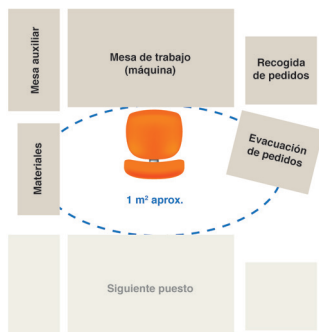 Mesa auxiliar
Mesa de trabajo
(máquina)
Recogida
de pedidos
Materiales
Evacuación
de pedidos
1 m² aprox.
Siguiente puesto